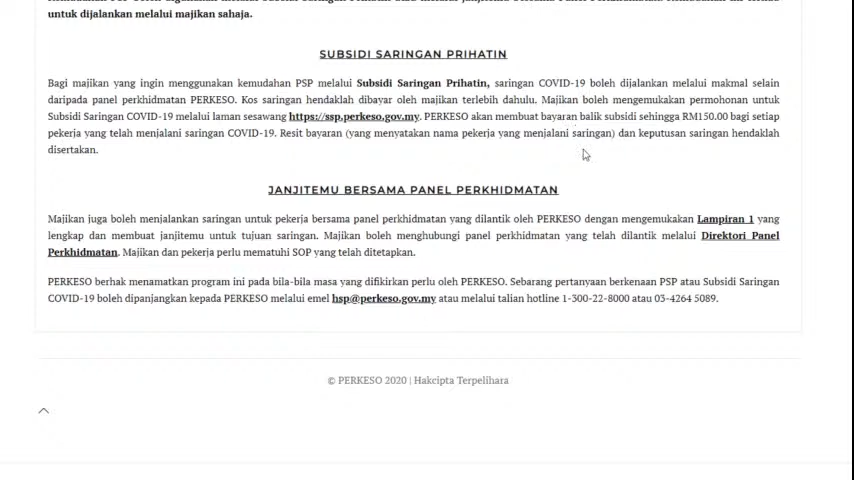 untuk dijalankan melalui majikan sahaja.
SUBSIDI SARINGAN PRIHATIN
Bagi majikan yang ingin menggunakan kemudahan PSP melalui Subsidi Saringan Prihatin, saringan COVID-19 boleh dijalankan melalui makmal selain
daripada panel perkhidmatan PERKESO. Kos saringan hendaklah dibayar oleh majikan terlebih dahulu. Majikan boleh mengemukakan permohonan untuk
Subsidi Saringan COVID-19 melalui laman sesawang https://ssp.perkeso.gov.my. PERKESO akan membuat bayaran balik subsidi sehingga RM150.00 bagi setiap
pekerja yang telah menjalani saringan COVID-19. Resit bayaran (yang menyatakan nama pekerja yang menjalani saringan) dan keputusan saringan hendaklah
disertakan.
JANJITEMU BERSAMA PANEL PERKHIDMATAN
Majikan juga boleh menjalankan saringan untuk pekerja bersama panel perkhidmatan yang dilantik oleh PERKESO dengan mengemukakan Lampiran 1 yang
lengkap dan membuat janjitemu untuk tujuan saringan. Majikan boleh menghubungi panel perkhidmatan yang telah dilantik melalui Direktori Panel
Perkhidmatan. Majikan dan pekerja perlu mematuhi SOP yang telah ditetapkan.
PERKESO berhak menamatkan program ini pada bila-bila masa yang difikirkan perlu oleh PERKESO. Sebarang pertanyaan berkenaan PSP atau Subsidi Saringan
COVID-19 boleh dipanjangkan kepada PERKESO melalui emel hsp@perkeso.gov.my atau melalui talian hotline 1-300-22-8000 atau 03-4264 5089.
© PERKESO 2020 | Hakcipta Terpelihara